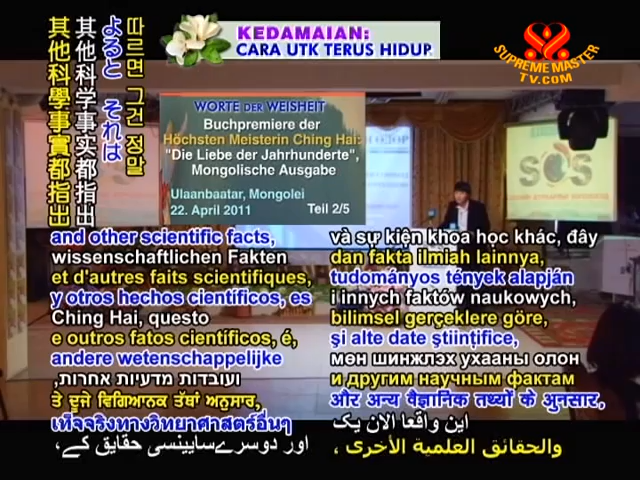 KEDAMAIAN:
CARA UTK TERUS HIDUP
SUPREME MASTER
TV.COM
따르면 그건 정말
よると それは
其他科学事实都指出
其他科學事實都指出
WORTE DER WEISHEIT
Buchpremiere der
Höchsten Meisterin Ching Hai:
"Die Liebe der Jahrhunderte",
Mongolische Ausgabe
Ulaanbaatar, Mongolei
22. April 2011 Teil 2/5
SOS
and other scientific facts,
wissenschaftlichen Fakten
et d'autres faits scientifiques,
y otros hechos científicos, es
Ching Hai, questo
e outros fatos científicos, é,
andere wetenschappelijke
ועובדות מדעיות אחרות,
ਤੇ ਦੂਜੇ ਵਿਗਿਆਨਕ ਤੱਥਾਂ ਅਨੁਸਾਰ,
เท็จจริงทางวิทยาศาสตร์อื่นๆ
اور دوسرے سایینسی حقایق کے،
và sự kiện khoa học khác, đây
dan fakta ilmiah lainnya,
tudományos tények alapján
i innych faktów naukowych,
bilimsel gerçeklere göre,
şi alte date ştiinţifice,
мөн шинжлэх ухааны олон
и другим научным фактам
और अन्य वैज्ञानिक तथ्यों के अनुसार,
این واقعا الان یک
والحقائق العلمية الأخرى ،